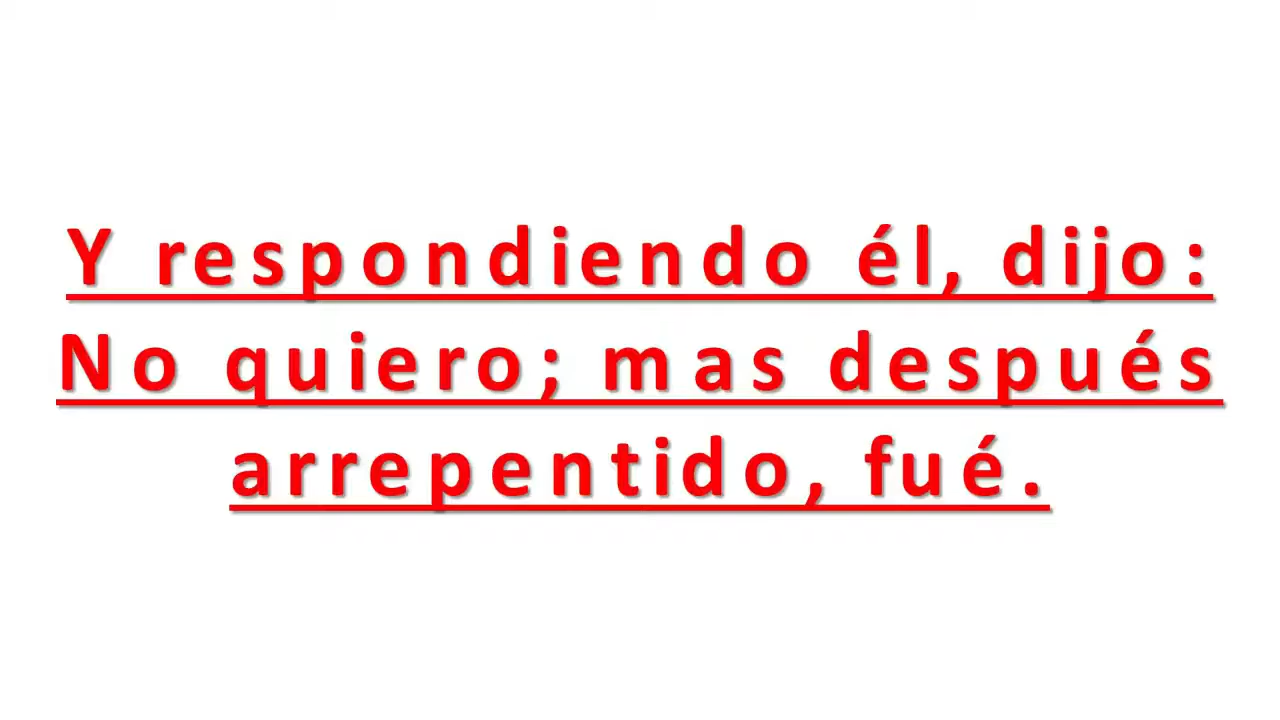 Y respondiendo él, dijo:
No quiero; mas después
arrepentido, fué.